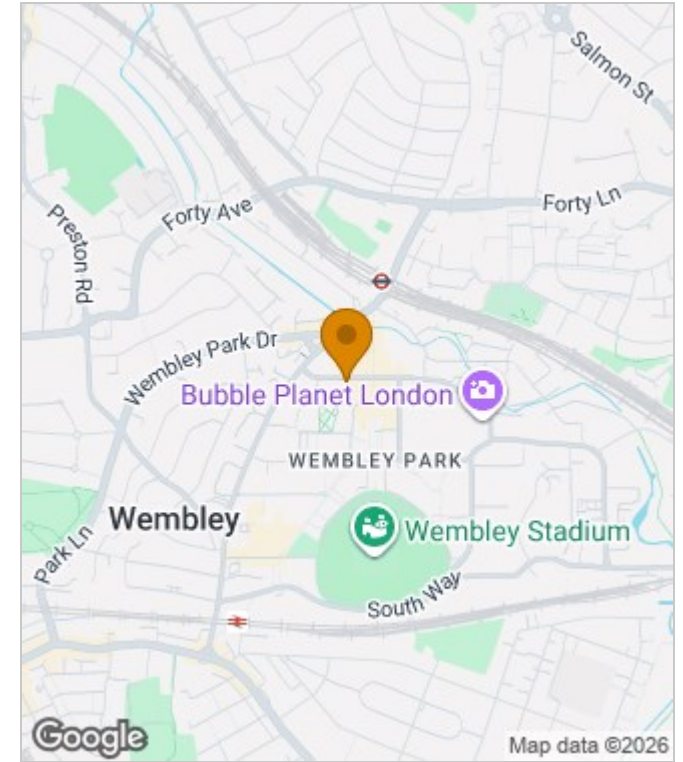 Salmon St
Forty Ave
Forty Ln
Preston Rd
Wembley Park Dr
Bubble Planet London
WEMBLEY PARK
Wembley
Wembley Stadium
Park Ln
South Way
Google
Map data ©2026